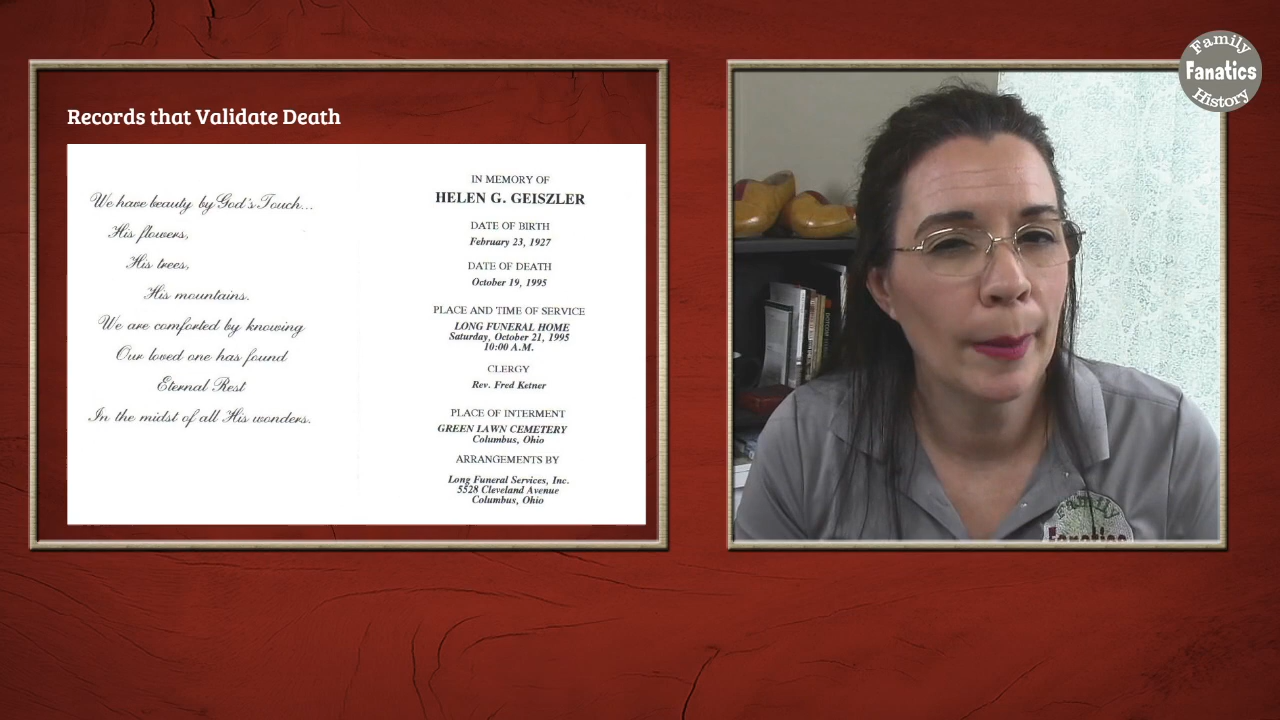 Records that Validate Death
We have beauty by God's Touch...
His flowers,
His trees,
His mountains.
We are comforted by knowing
Our loved one has found
Eternal Rest
In the midst of all His wonders.
IN MEMORY OF
HELEN G. GEISZLER
DATE OF BIRTH
February 23, 1927
DATE OF DEATH
October 19, 1995
PLACE AND TIME OF SERVICE
LONG FUNERAL HOME
Saturday, October 21, 1995
10:00 A.M.
CLERGY
Rev. Fred Ketner
PLACE OF INTERMENT
GREEN LAWN CEMETERY
Columbus, Ohio
ARRANGEMENTS BY
Long Funeral Services, Inc.
5528 Cleveland Avenue
Columbus, Ohio
Family
Fanatics
History
Family
Fanatics